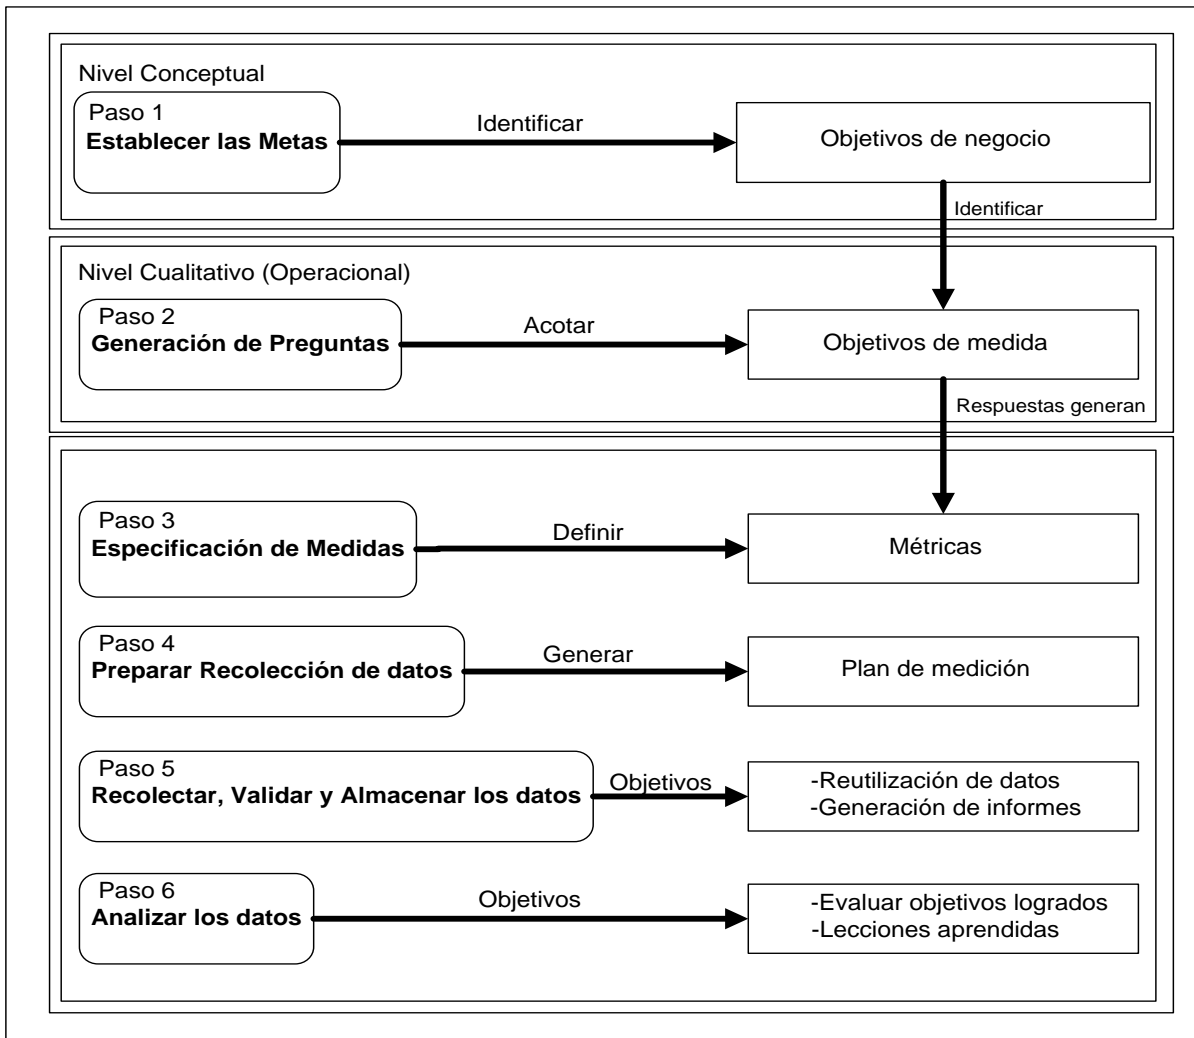 Nivel Conceptual
Paso 1
Establecer las Metas
Identificar
Objetivos de negocio
Identificar
Nivel Cualitativo (Operacional)
Paso 2
Generación de Preguntas
Acotar
Objetivos de medida
Respuestas generan
Paso 3
Especificación de Medidas
Definir
Métricas
Paso 4
Preparar Recolección de datos
Generar
Plan de medición
Paso 5
Recolectar, Validar y Almacenar los datos
Objetivos
-Reutilización de datos
-Generación de informes
Paso 6
Analizar los datos
Objetivos
-Evaluar objetivos logrados
-Lecciones aprendidas